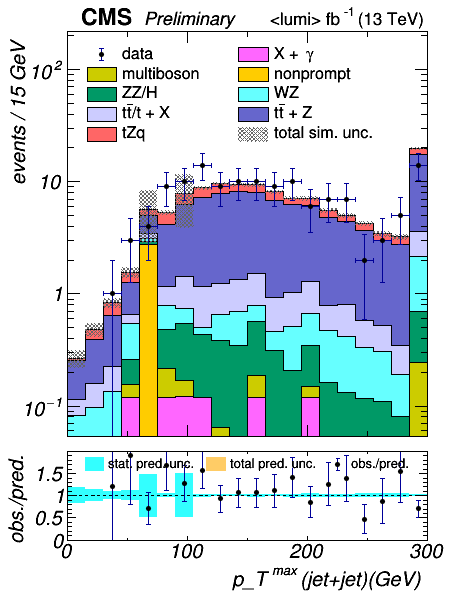 CMS Preliminary <lumi> fb⁻¹ (13 TeV)
events / 15 GeV
10²
10
1
10⁻¹
data
X + γ
multiboson
nonprompt
ZZ/H
WZ
tt̄/t + X
tt̄ + Z
tZq
total sim. unc.
obs./pred.
1.5
1
0.5
0
stat. pred. unc.
total pred. unc.
obs./pred.
0 100 200 300
p_T^max (jet+jet)(GeV)